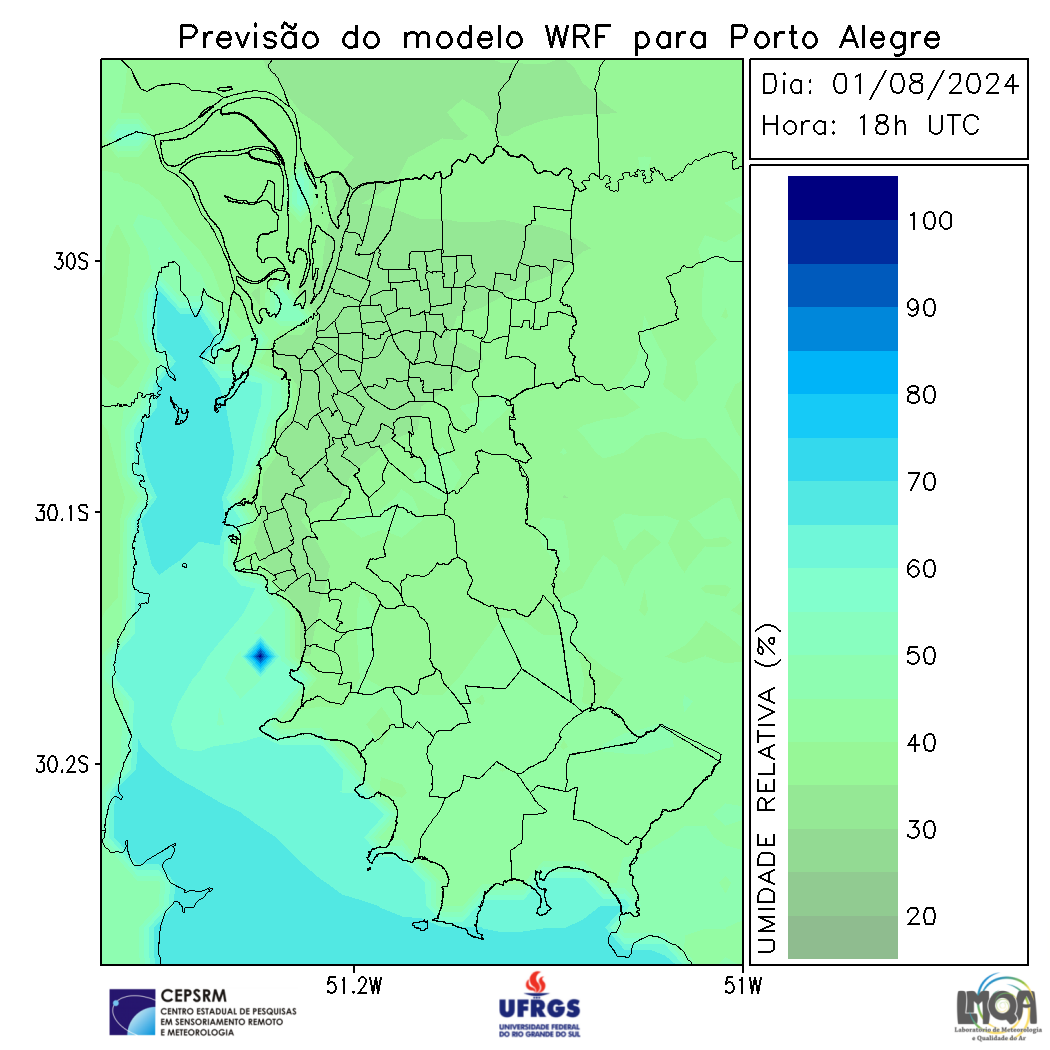 Previsão do modelo WRF para Porto Alegre
Dia: 01/08/2024
Hora: 18h UTC
30S
30.1S
30.2S
51.2W
51W
UMIDADE RELATIVA (%)
100
90
80
70
60
50
40
30
20
CEPSRM
CENTRO ESTADUAL DE PESQUISAS
EM SENSORIAMENTO REMOTO
E METEOROLOGIA
UFRGS
UNIVERSIDADE FEDERAL
DO RIO GRANDE DO SUL
LMQA
Laboratório de Meteorologia
e Qualidade do Ar